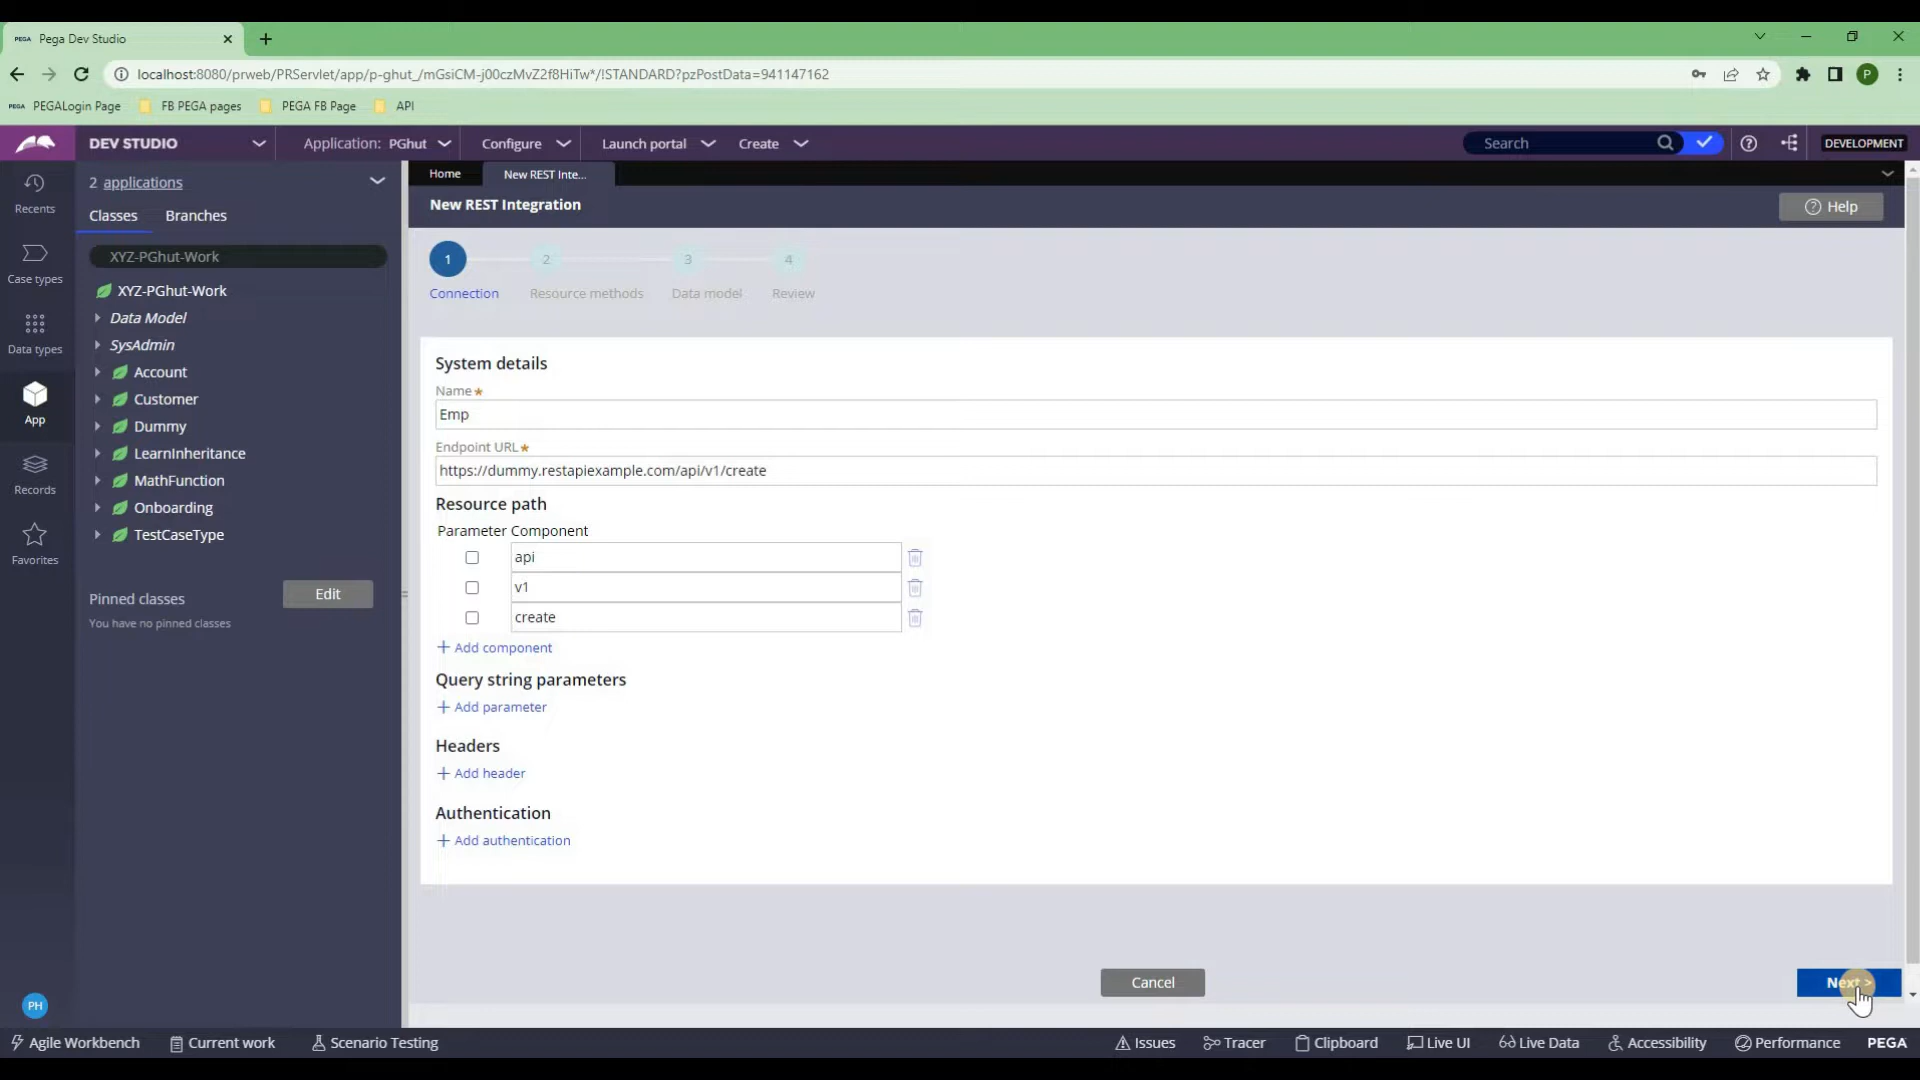 PEGA Pega Dev Studio
localhost:8080/prweb/PRServlet/app/p-ghut_/mGsiCM-j00czMvZ2f8HiTw*/!STANDARD?pzPostData=941147162
P
PEGA PEGALogin Page FB PEGA pages PEGA FB Page API
DEV STUDIO Application: PGhut Configure Launch portal Create Search DEVELOPMENT
Recents
Case types
Data types
App
Records
Favorites
PH
2 applications
Classes Branches
XYZ-PGhut-Work
XYZ-PGhut-Work
Data Model
SysAdmin
Account
Customer
Dummy
LearnInheritance
MathFunction
Onboarding
TestCaseType
Pinned classes Edit
You have no pinned classes
Home New REST Inte...
New REST Integration Help
1 2 3 4
Connection Resource methods Data model Review
System details
Name★
Emp
Endpoint URL★
https://dummy.restapiexample.com/api/v1/create
Resource path
Parameter Component
api
v1
create
+ Add component
Query string parameters
+ Add parameter
Headers
+ Add header
Authentication
+ Add authentication
Cancel Next >
Agile Workbench Current work Scenario Testing Issues Tracer Clipboard Live UI Live Data Accessibility Performance PEGA